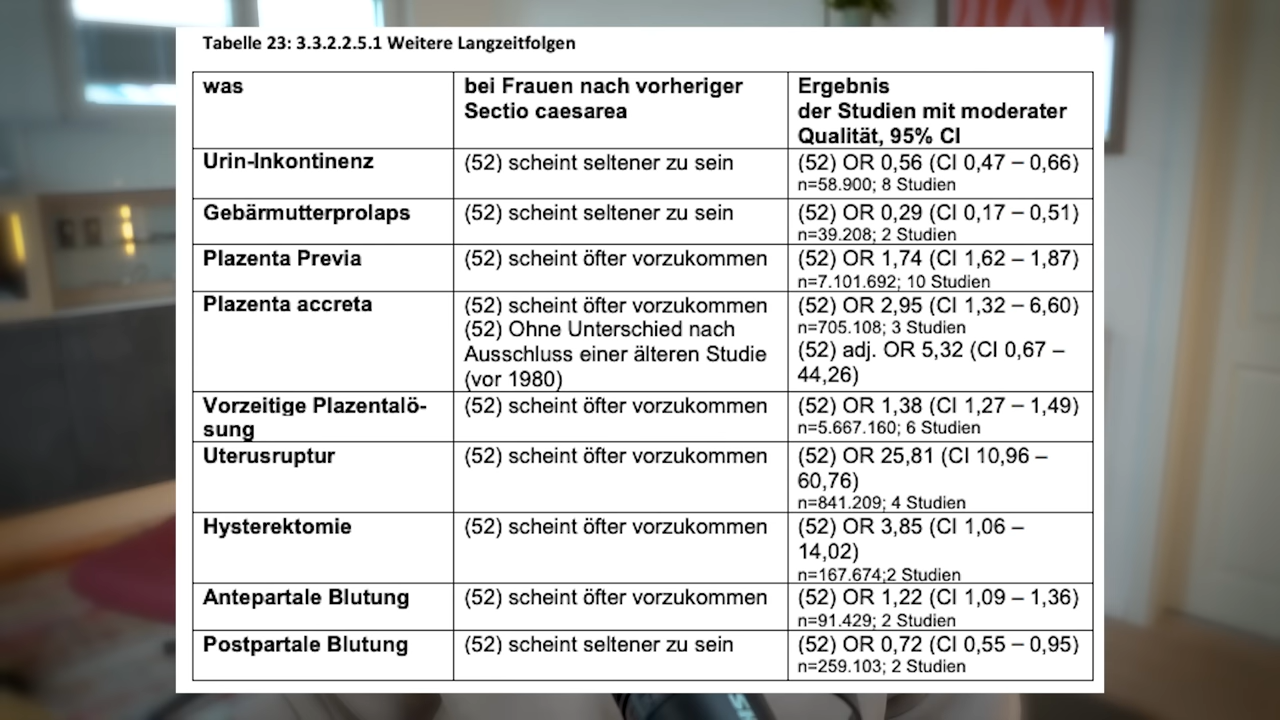 Tabelle 23: 3.3.2.2.5.1 Weitere Langzeitfolgen
was
bei Frauen nach vorheriger
Sectio caesarea
Ergebnis
der Studien mit moderater
Qualität, 95% CI
Urin-Inkontinenz
(52) scheint seltener zu sein
(52) OR 0,56 (CI 0,47 – 0,66)
n=58.900; 8 Studien
Gebärmutterprolaps
(52) scheint seltener zu sein
(52) OR 0,29 (CI 0,17 – 0,51)
n=39.208; 2 Studien
Plazenta Previa
(52) scheint öfter vorzukommen
(52) OR 1,74 (CI 1,62 – 1,87)
n=7.101.692; 10 Studien
Plazenta accreta
(52) scheint öfter vorzukommen
(52) Ohne Unterschied nach
Ausschluss einer älteren Studie
(vor 1980)
(52) OR 2,95 (CI 1,32 – 6,60)
n=705.108; 3 Studien
(52) adj. OR 5,32 (CI 0,67 –
44,26)
Vorzeitige Plazentalö-
sung
(52) scheint öfter vorzukommen
(52) OR 1,38 (CI 1,27 – 1,49)
n=5.667.160; 6 Studien
Uterusruptur
(52) scheint öfter vorzukommen
(52) OR 25,81 (CI 10,96 –
60,76)
n=841.209; 4 Studien
Hysterektomie
(52) scheint öfter vorzukommen
(52) OR 3,85 (CI 1,06 –
14,02)
n=167.674;2 Studien
Antepartale Blutung
(52) scheint öfter vorzukommen
(52) OR 1,22 (CI 1,09 – 1,36)
n=91.429; 2 Studien
Postpartale Blutung
(52) scheint seltener zu sein
(52) OR 0,72 (CI 0,55 – 0,95)
n=259.103; 2 Studien